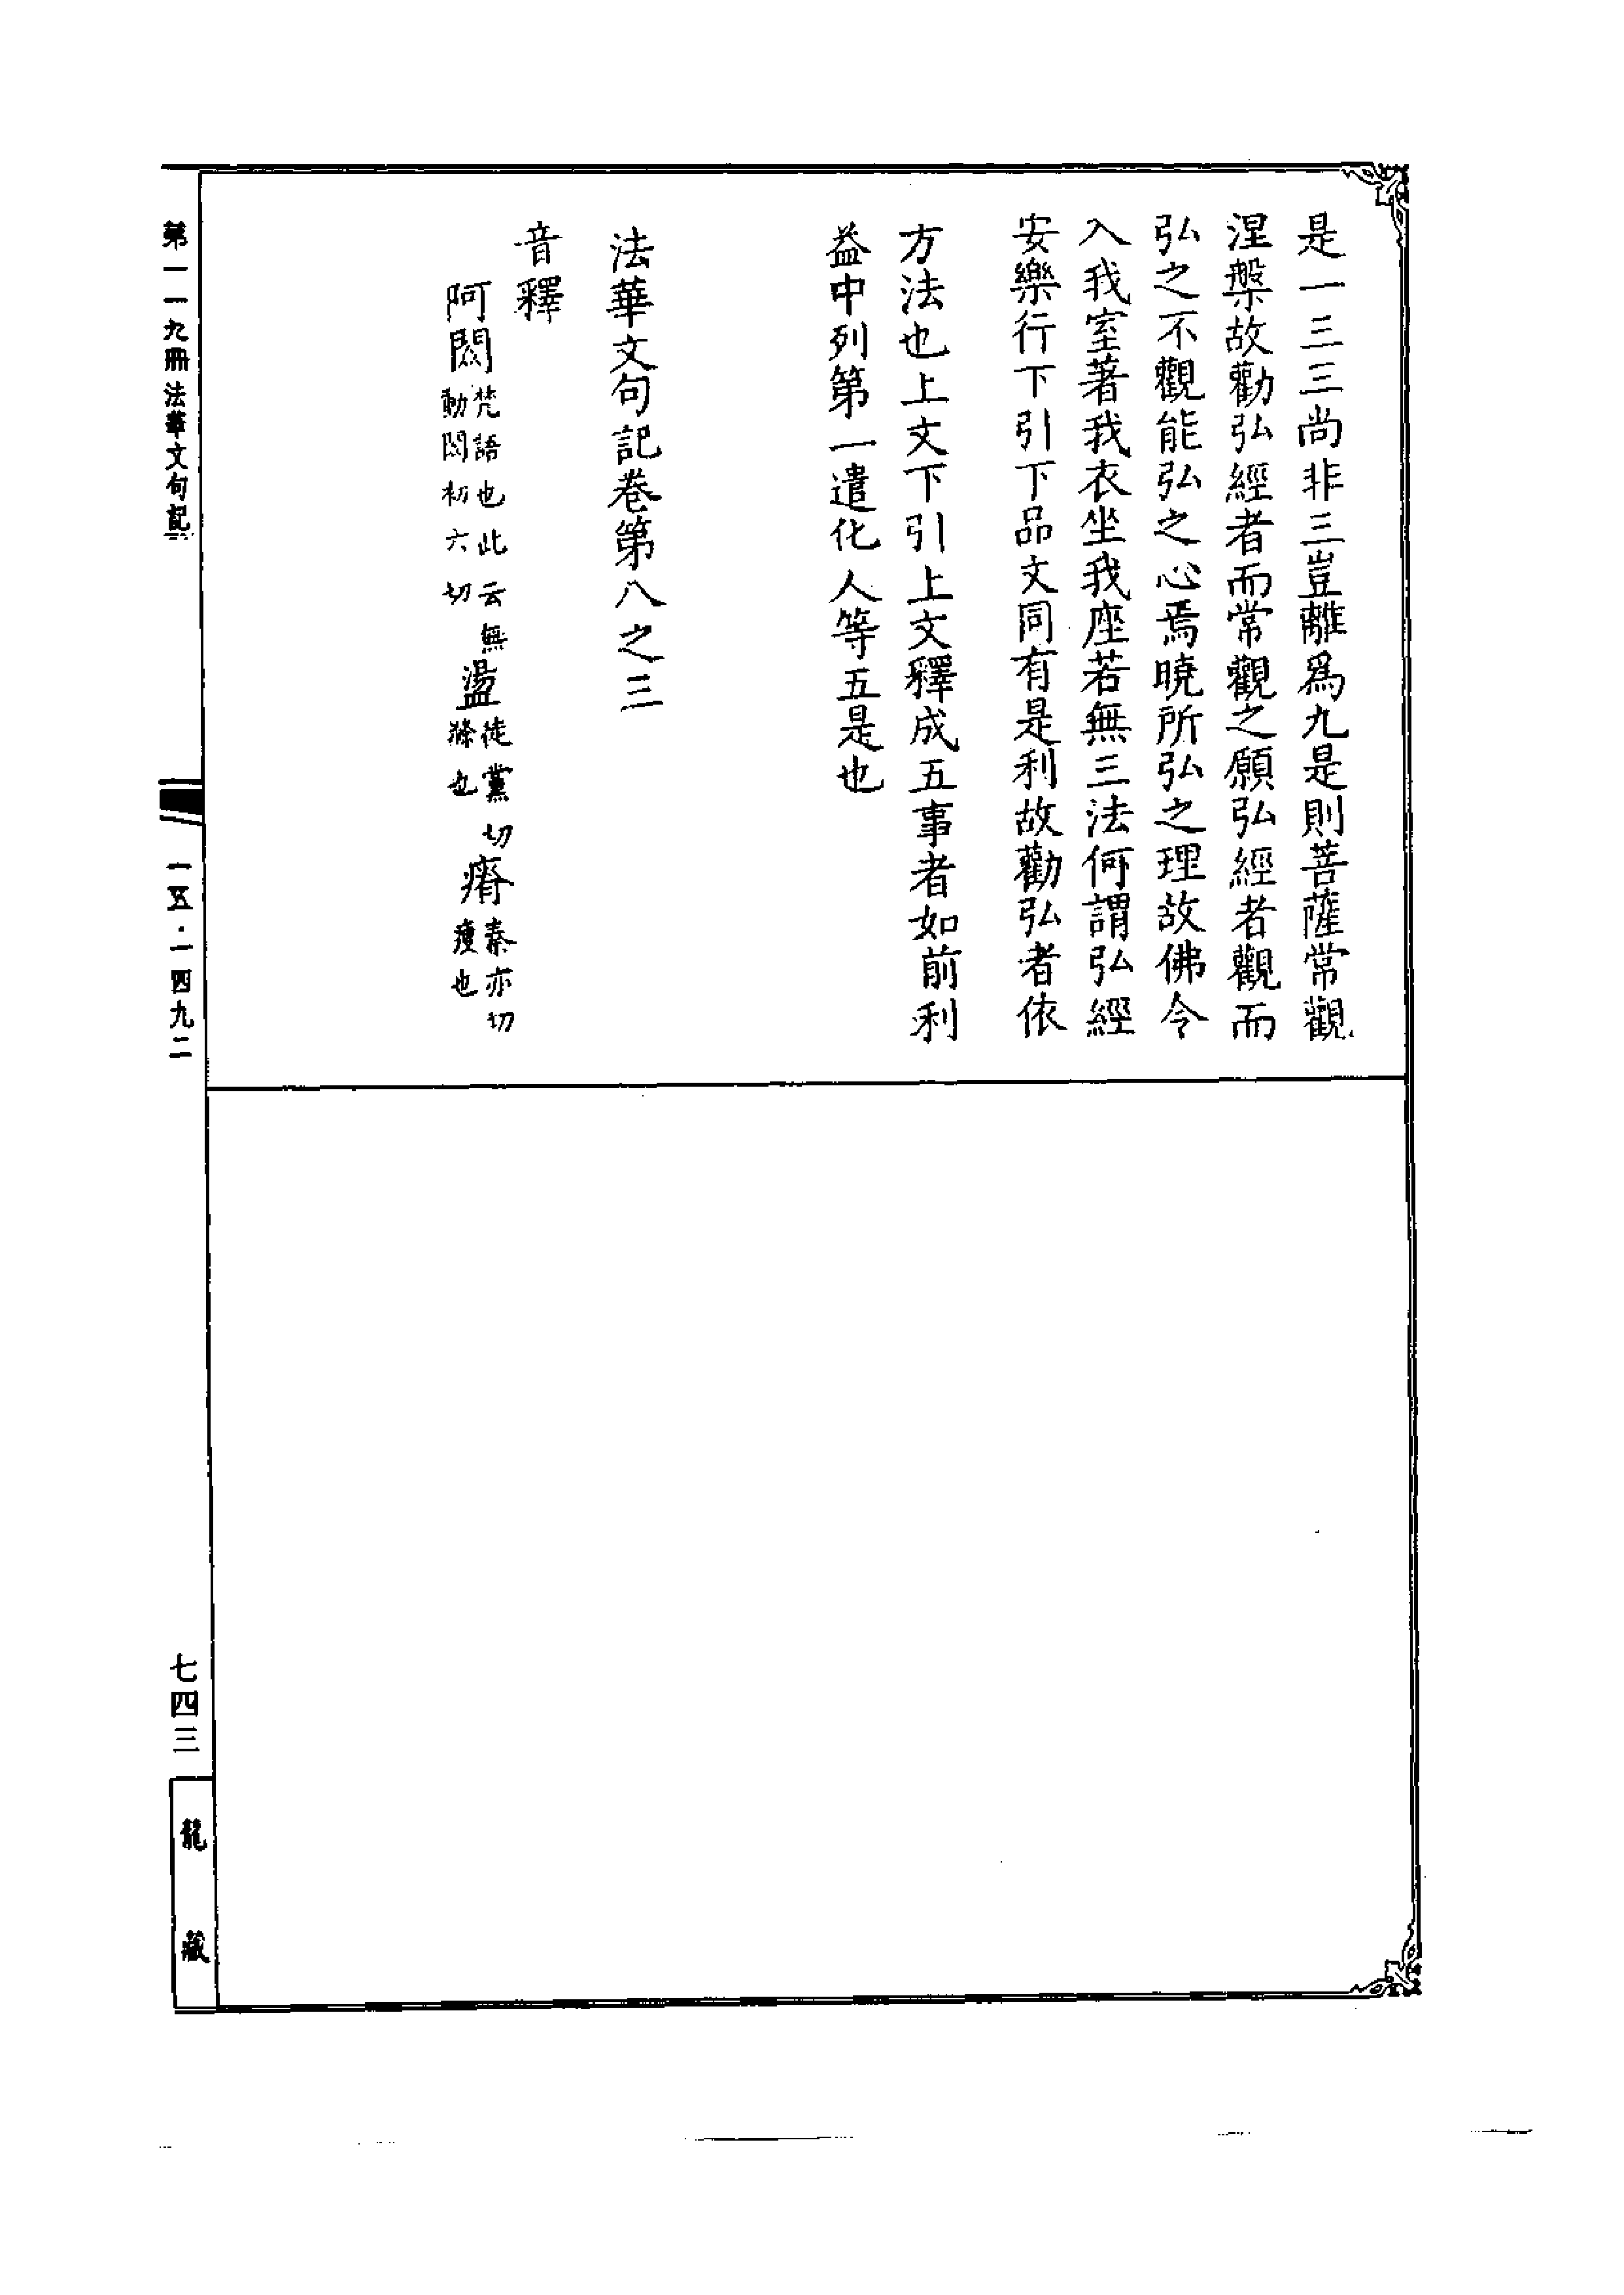 是一三三尚非三豈離爲九是則菩薩常觀
涅槃故勸弘經者而常觀之願弘經者觀而
弘之不觀能弘之心焉曉所弘之理故佛令
入我室著我衣坐我座若無三法何謂弘經
安樂行下引下品文同有是利故勸弘者依
方法也上文下引上文釋成五事者如前利
益中列第一遣化人等五是也
法華文句記卷第八之三
音釋
阿閦梵語也此云無動閦初六切 盪徒黨切滌也 瘠秦亦切瘦也
第一一九冊 法華文句記
一五·一四九二
七四三
龍藏